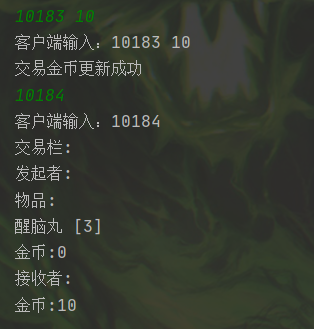 10183 10
客户端输入：10183 10
交易金币更新成功
10184
客户端输入：10184
交易栏:
发起者:
物品:
醒脑丸 [3]
金币:0
接收者:
金币:10